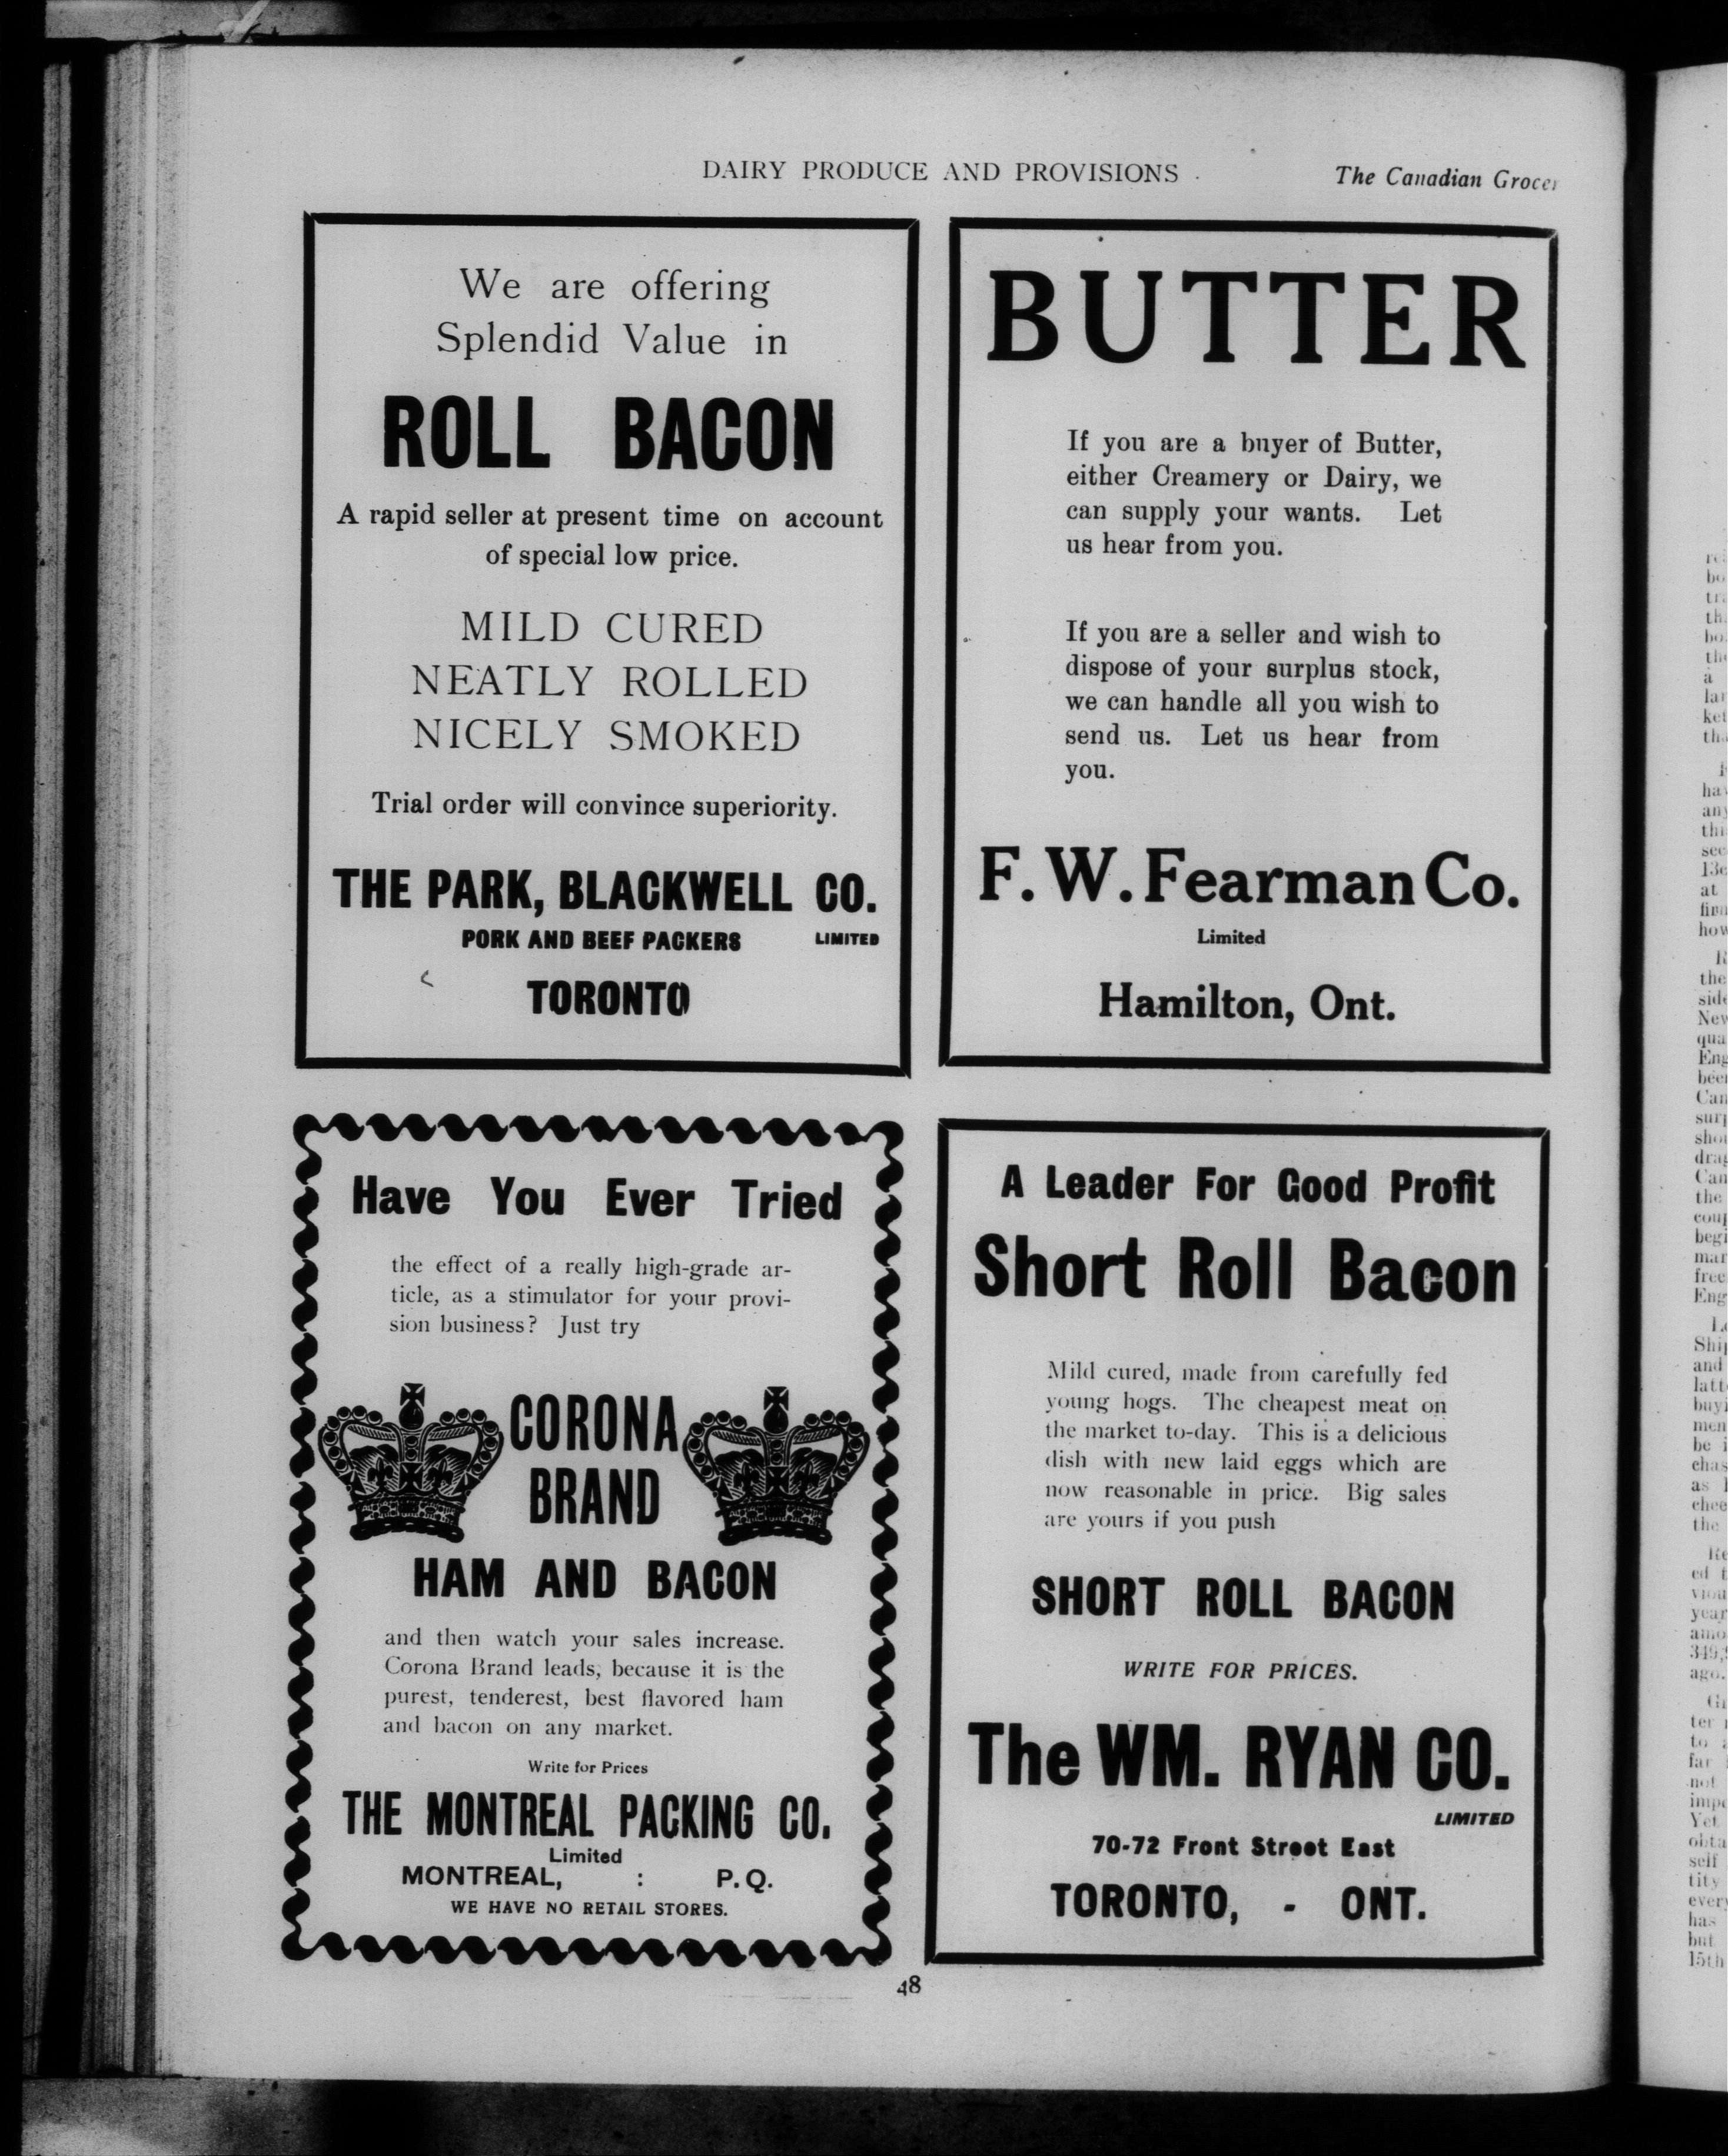 DAIRY PRODUCE AND PROVISIONS
The Canadian Grocer
We are offering
Splendid Value in
ROLL BACON
A rapid seller at present time on account
of special low price.
MILD CURED
NEATLY ROLLED
NICELY SMOKED
Trial order will convince superiority.
THE PARK, BLACKWELL CO.
PORK AND BEEF PACKERS LIMITED
TORONTO
BUTTER
If you are a buyer of Butter,
either Creamery or Dairy, we
can supply your wants. Let
us hear from you.
If you are a seller and wish to
dispose of your surplus stock,
we can handle all you wish to
send us. Let us hear from
you.
F. W. Fearman Co.
Limited
Hamilton, Ont.
Have You Ever Tried
the effect of a really high-grade ar-
ticle, as a stimulator for your provi-
sion business? Just try
CORONA
BRAND
HAM AND BACON
and then watch your sales increase.
Corona Brand leads, because it is the
purest, tenderest, best flavored ham
and bacon on any market.
Write for Prices
THE MONTREAL PACKING CO.
Limited
MONTREAL, : P.Q.
WE HAVE NO RETAIL STORES.
A Leader For Good Profit
Short Roll Bacon
Mild cured, made from carefully fed
young hogs. The cheapest meat on
the market to-day. This is a delicious
dish with new laid eggs which are
now reasonable in price. Big sales
are yours if you push
SHORT ROLL BACON
WRITE FOR PRICES.
The WM. RYAN CO.
LIMITED
70-72 Front Street East
TORONTO, - ONT.
48